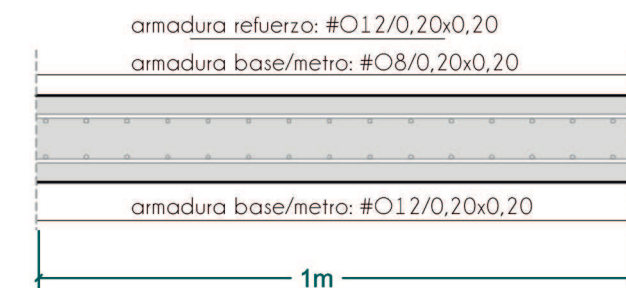 armadura refuerzo: #O12/0,20x0,20
armadura base/metro: #O8/0,20x0,20
armadura base/metro: #O12/0,20x0,20
1m